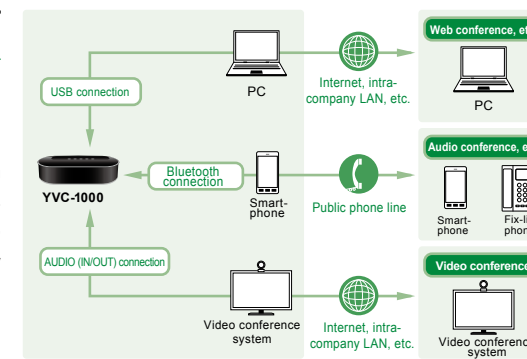 Web conference, et
USB connection
PC
Internet, intra-
company LAN, etc.
PC
Audio conference, e
Bluetooth
connection
YVC-1000
Smart-
phone
Public phone line
Smart-
phone
Fix-li
phon
Video conference
AUDIO (IN/OUT) connection
Video conference
system
Internet, intra-
company LAN, etc.
Video conferenc
system